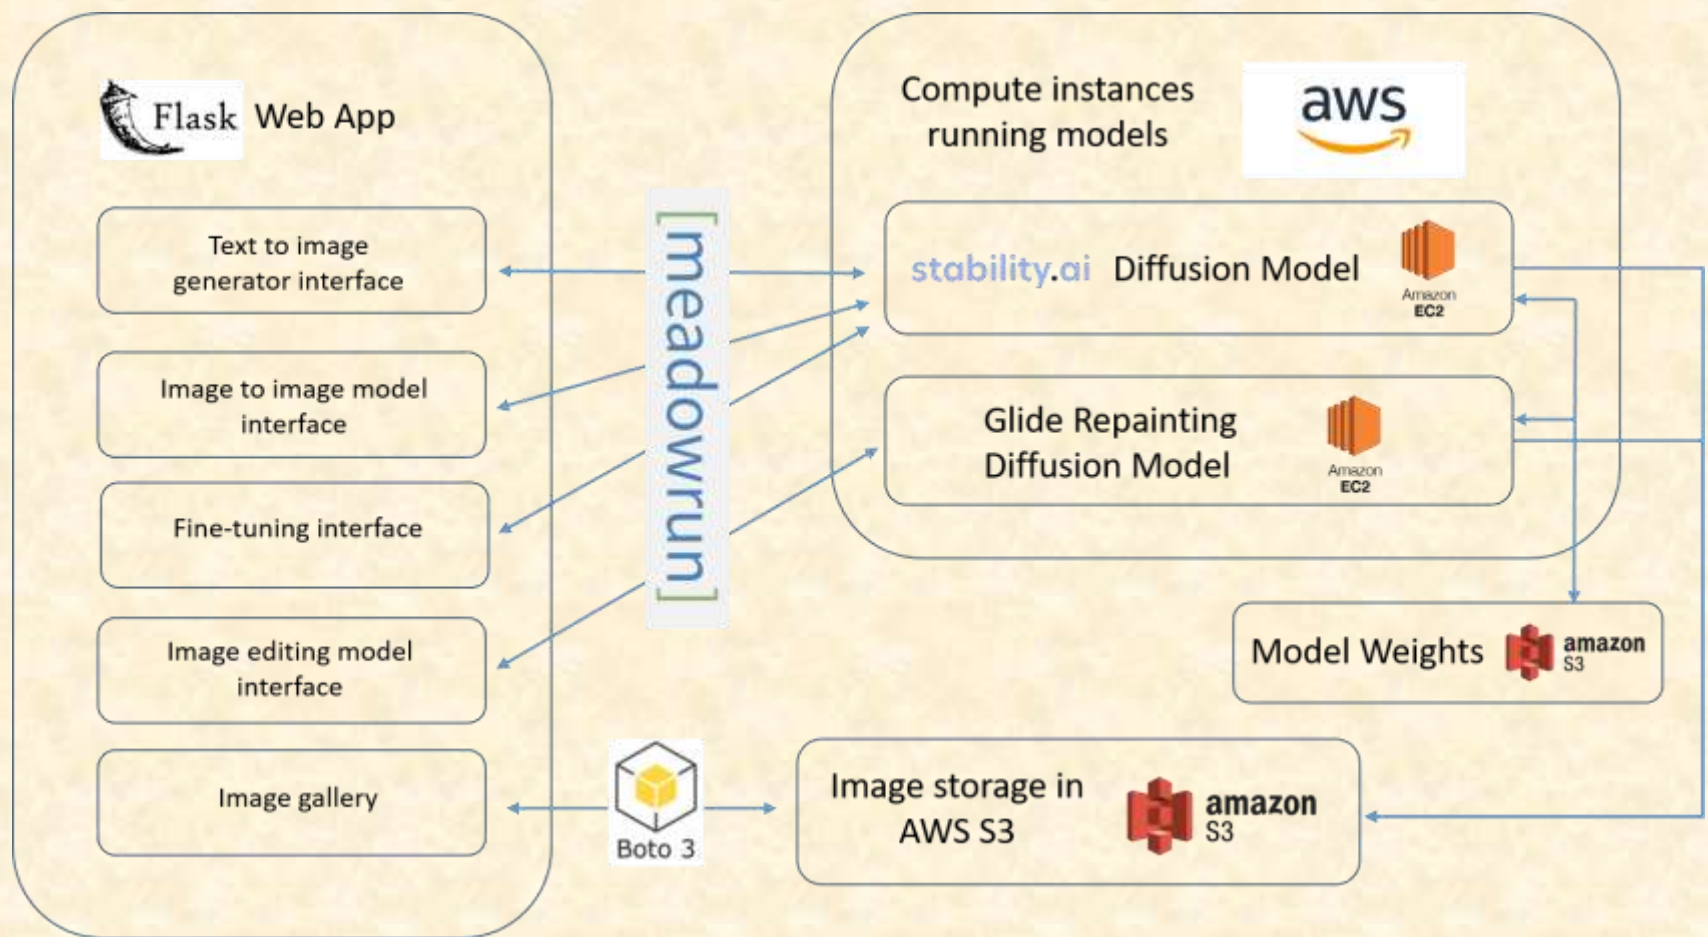 Flask Web App
Text to image
generator interface
Image to image model
interface
Fine-tuning interface
Image editing model
interface
Image gallery
[meadowrun]
Boto 3
Compute instances
running models
aws
stability.ai Diffusion Model
Amazon
EC2
Glide Repainting
Diffusion Model
Amazon
EC2
Model Weights
amazon
S3
Image storage in
AWS S3
amazon
S3